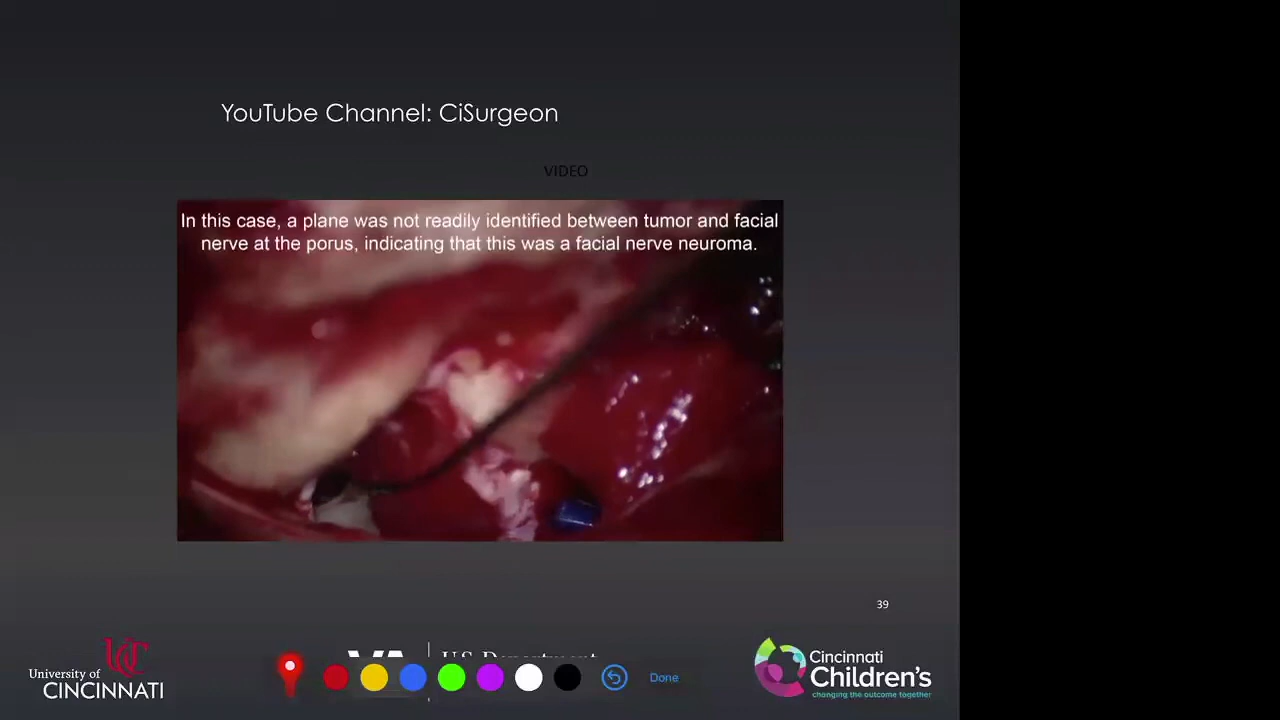 YouTube Channel: CiSurgeon
VIDEO
In this case, a plane was not readily identified between tumor and facial
nerve at the porus, indicating that this was a facial nerve neuroma.
39
University of
CINCINNATI
VA
U.S. Department
Done
Cincinnati
Children's
changing the outcome together